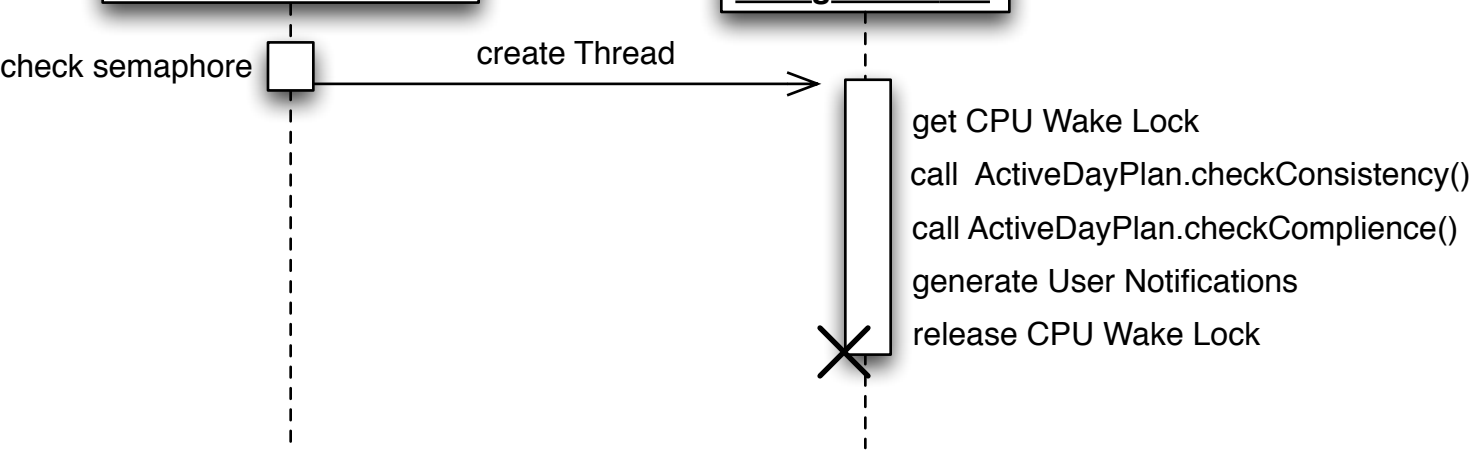 check semaphore
create Thread
get CPU Wake Lock
call ActiveDayPlan.checkConsistency()
call ActiveDayPlan.checkComplience()
generate User Notifications
release CPU Wake Lock